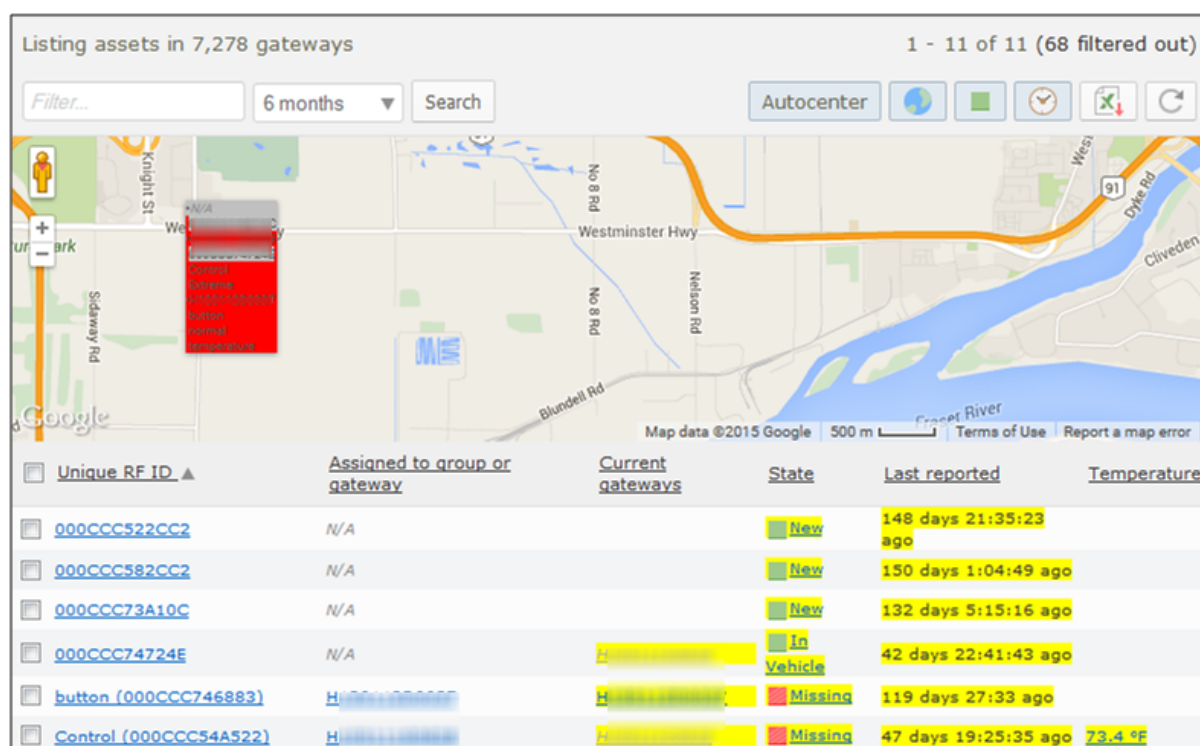 Listing assets in 7,278 gateways
1 - 11 of 11 (68 filtered out)
Filter...
6 months
Search
Autocenter
Knight St
No 8 Rd
91
Dyke Rd
N/A
Westminster Hwy
Cliveden
Control
Extreme
button
normal
temperature
Sidaway Rd
No 8 Rd
Nelson Rd
Blundell Rd
Google
Fraser River
Map data ©2015 Google 500 m Terms of Use Report a map error
Unique RF ID Assigned to group or gateway Current gateways State Last reported Temperature
000CCC522CC2 N/A New 148 days 21:35:23 ago
000CCC582CC2 N/A New 150 days 1:04:49 ago
000CCC73A10C N/A New 132 days 5:15:16 ago
000CCC74724E N/A In Vehicle 42 days 22:41:43 ago
button (000CCC746883) Missing 119 days 27:33 ago
Control (000CCC54A522) Missing 47 days 19:25:35 ago 73.4 °F